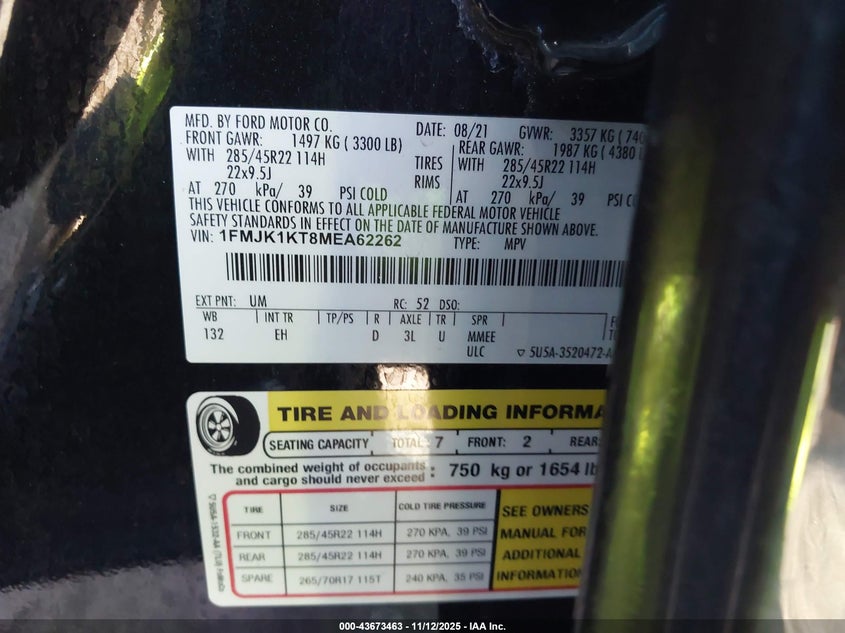 MFD. BY FORD MOTOR CO. DATE: 08/21 GVWR: 3357 KG
FRONT GAWR: 1497 KG ( 3300 LB) REAR GAWR: 1987 KG ( 4380
WITH 285/45R22 114H TIRES WITH 285/45R22 114H
22x9.5J RIMS 22x9.5J
AT 270 kPa/ 39 PSI COLD AT 270 kPa/ 39
THIS VEHICLE CONFORMS TO ALL APPLICABLE FEDERAL MOTOR VEHICLE
SAFETY STANDARDS IN EFFECT ON THE DATE OF MANUFACTURE SHOWN ABOVE.
VIN: 1FMJK1KT8MEA62262 TYPE: MPV
EXT PNT: UM RC: 52 DSO:
WB INT TR TP/PS R AXLE TR SPR
132 EH D 3L U MMEE
ULC 5U5A-3520472-A
TIRE AND LOADING INFORMA
SEATING CAPACITY TOTAL: 7 FRONT: 2 REAR:
The combined weight of occupants and cargo should never exceed : 750 kg or 1654 lb
TIRE SIZE COLD TIRE PRESSURE SEE OWNERS
FRONT 285/45R22 114H 270 KPA, 39 PSI MANUAL FOR
REAR 285/45R22 114H 270 KPA, 39 PSI ADDITIONAL
SPARE 265/70R17 115T 240 KPA, 35 PSI INFORMATION
000-43673463 - 11/12/2025 - IAA Inc.